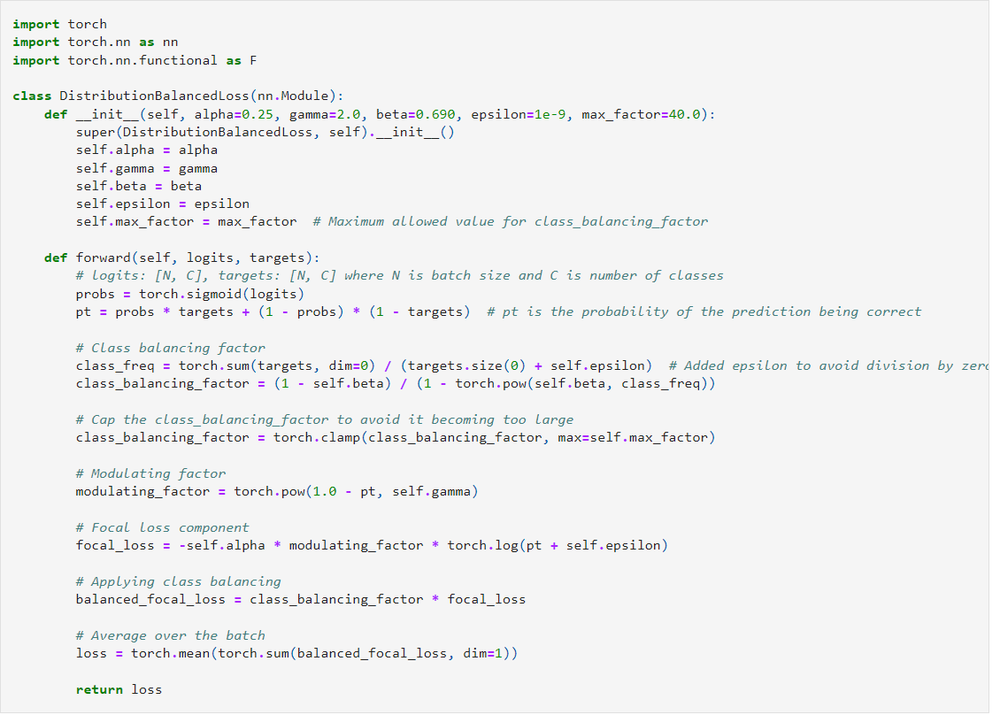 import torch
import torch.nn as nn
import torch.nn.functional as F

class DistributionBalancedLoss(nn.Module):
    def __init__(self, alpha=0.25, gamma=2.0, beta=0.690, epsilon=1e-9, max_factor=40.0):
        super(DistributionBalancedLoss, self).__init__()
        self.alpha = alpha
        self.gamma = gamma
        self.beta = beta
        self.epsilon = epsilon
        self.max_factor = max_factor  # Maximum allowed value for class_balancing_factor

    def forward(self, logits, targets):
        # logits: [N, C], targets: [N, C] where N is batch size and C is number of classes
        probs = torch.sigmoid(logits)
        pt = probs * targets + (1 - probs) * (1 - targets)  # pt is the probability of the prediction being correct

        # Class balancing factor
        class_freq = torch.sum(targets, dim=0) / (targets.size(0) + self.epsilon)  # Added epsilon to avoid division by
        class_balancing_factor = (1 - self.beta) / (1 - torch.pow(self.beta, class_freq))

        # Cap the class_balancing_factor to avoid it becoming too large
        class_balancing_factor = torch.clamp(class_balancing_factor, max=self.max_factor)

        # Modulating factor
        modulating_factor = torch.pow(1.0 - pt, self.gamma)

        # Focal loss component
        focal_loss = -self.alpha * modulating_factor * torch.log(pt + self.epsilon)

        # Applying class balancing
        balanced_focal_loss = class_balancing_factor * focal_loss

        # Average over the batch
        loss = torch.mean(torch.sum(balanced_focal_loss, dim=1))

        return loss